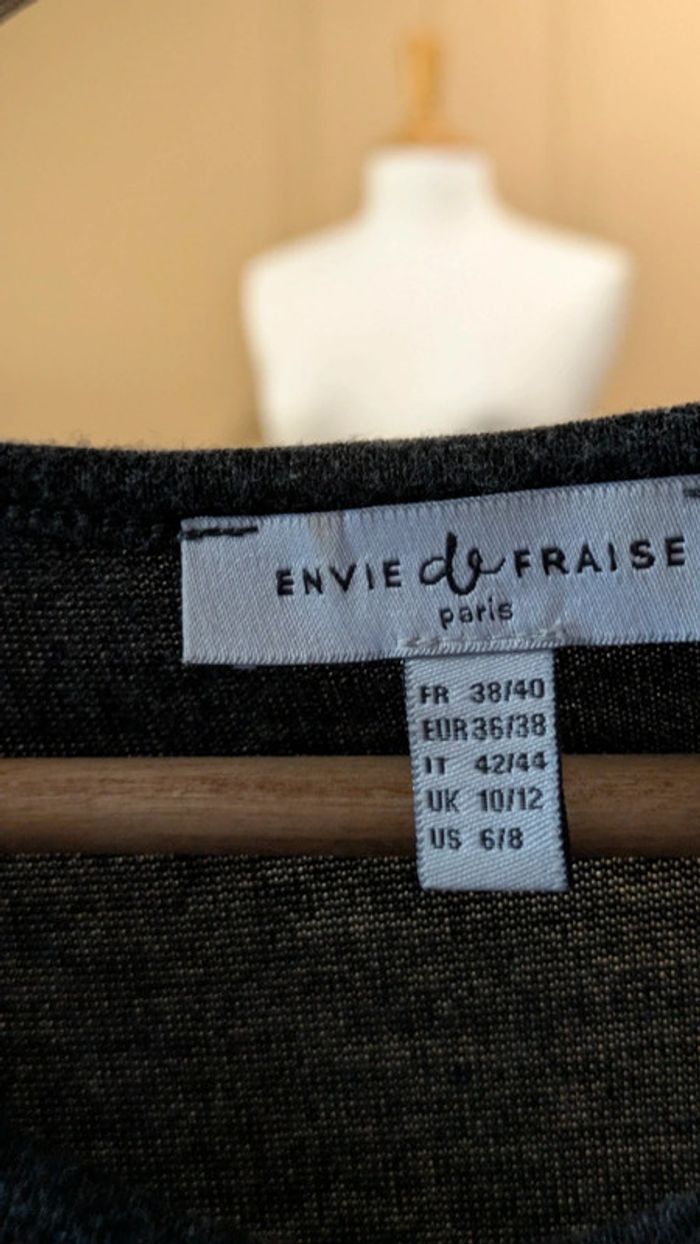 ENVIE de FRAISE
paris
FR 38/40
EUR 36/38
IT 42/44
UK 10/12
US 6/8